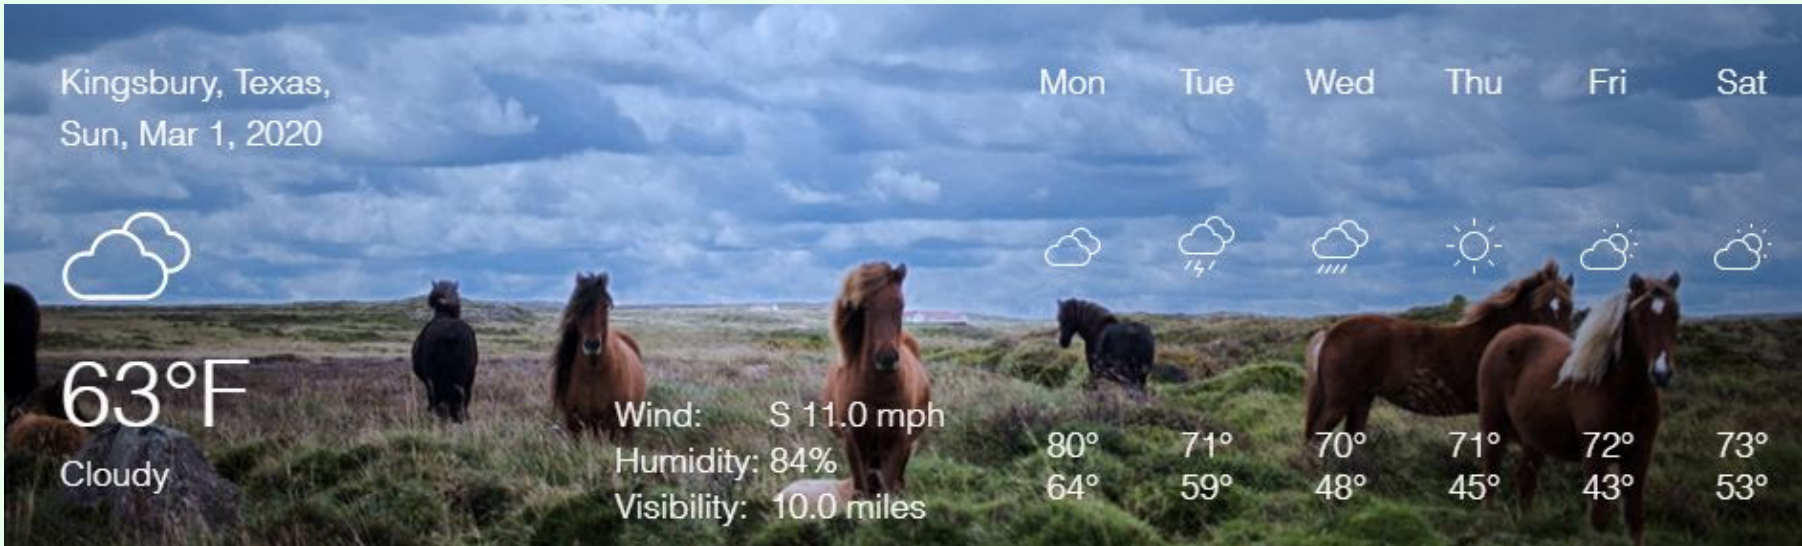 Kingsbury, Texas,
Sun, Mar 1, 2020
63°F
Cloudy
Wind: S 11.0 mph
Humidity: 84%
Visibility: 10.0 miles
Mon Tue Wed Thu Fri Sat
80° 71° 70° 71° 72° 73°
64° 59° 48° 45° 43° 53°